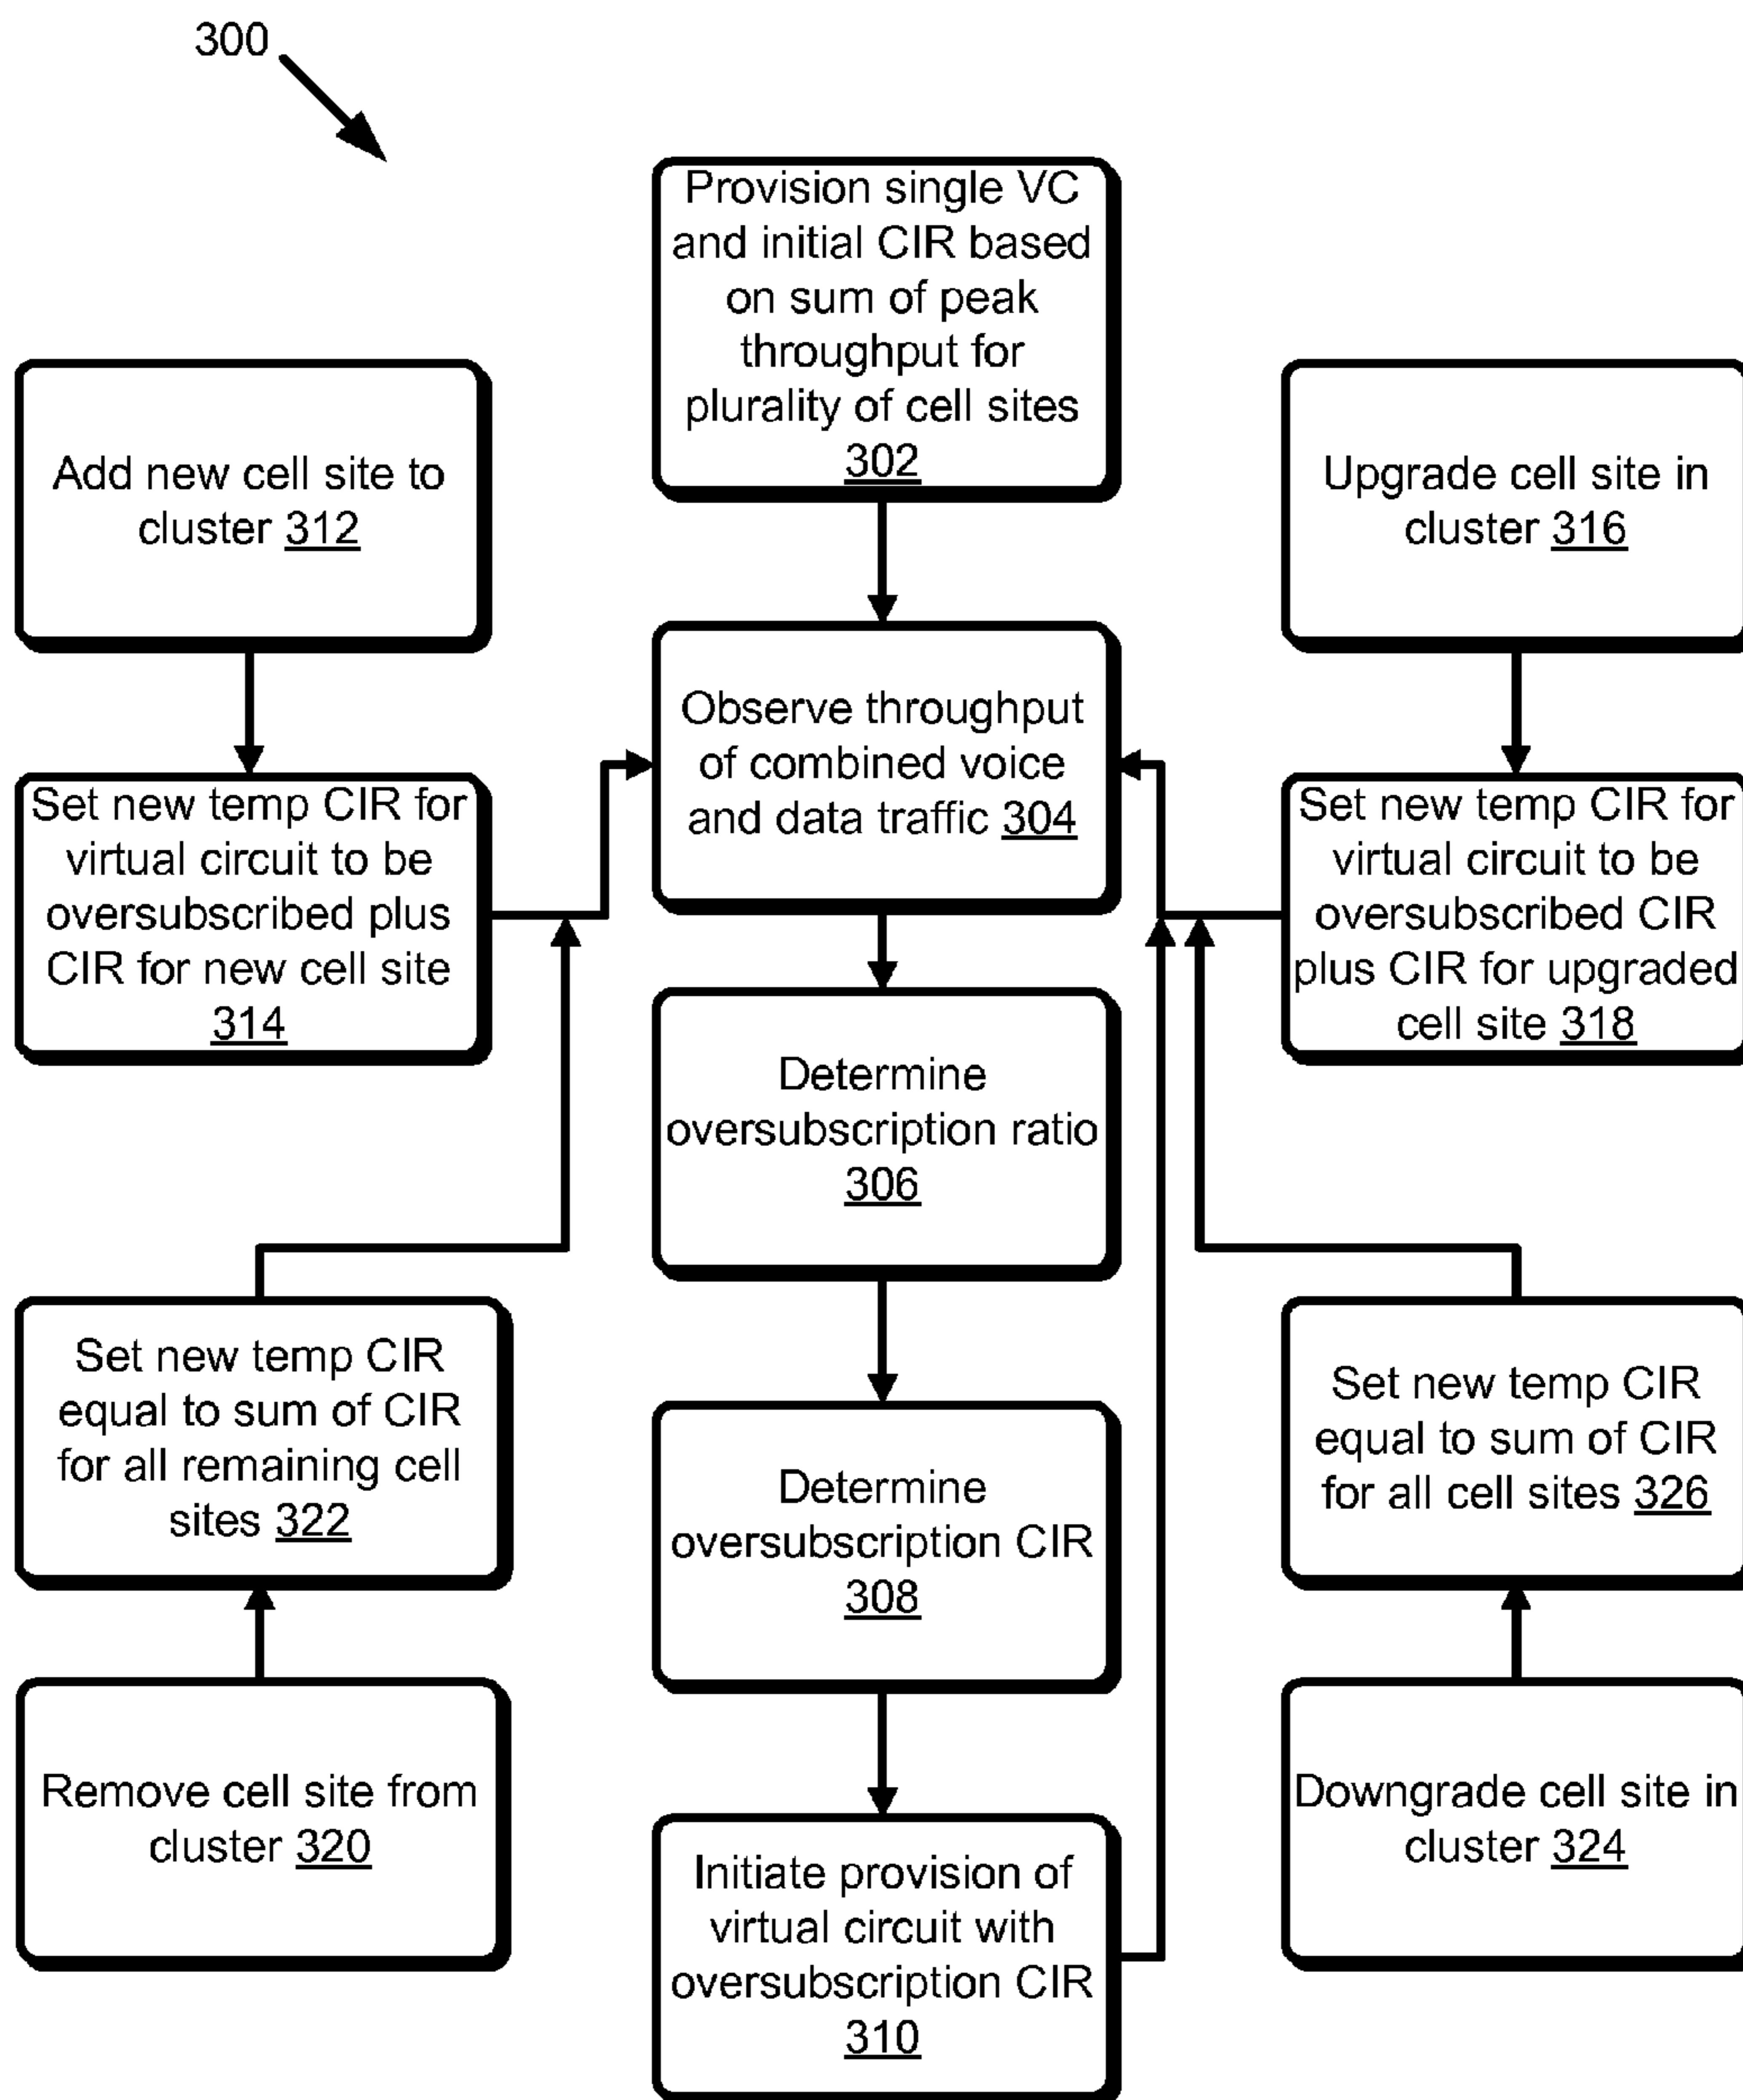 300
Provision single VC
and initial CIR based
on sum of peak
throughput for
plurality of cell sites
302
Add new cell site to
cluster 312
Upgrade cell site in
cluster 316
Observe throughput
of combined voice
and data traffic 304
Set new temp CIR for
virtual circuit to be
oversubscribed plus
CIR for new cell site
314
Set new temp CIR for
virtual circuit to be
oversubscribed CIR
plus CIR for upgraded
cell site 318
Determine
oversubscription ratio
306
Set new temp CIR
equal to sum of CIR
for all remaining cell
sites 322
Set new temp CIR
equal to sum of CIR
for all cell sites 326
Determine
oversubscription CIR
308
Remove cell site from
cluster 320
Downgrade cell site in
cluster 324
Initiate provision of
virtual circuit with
oversubscription CIR
310